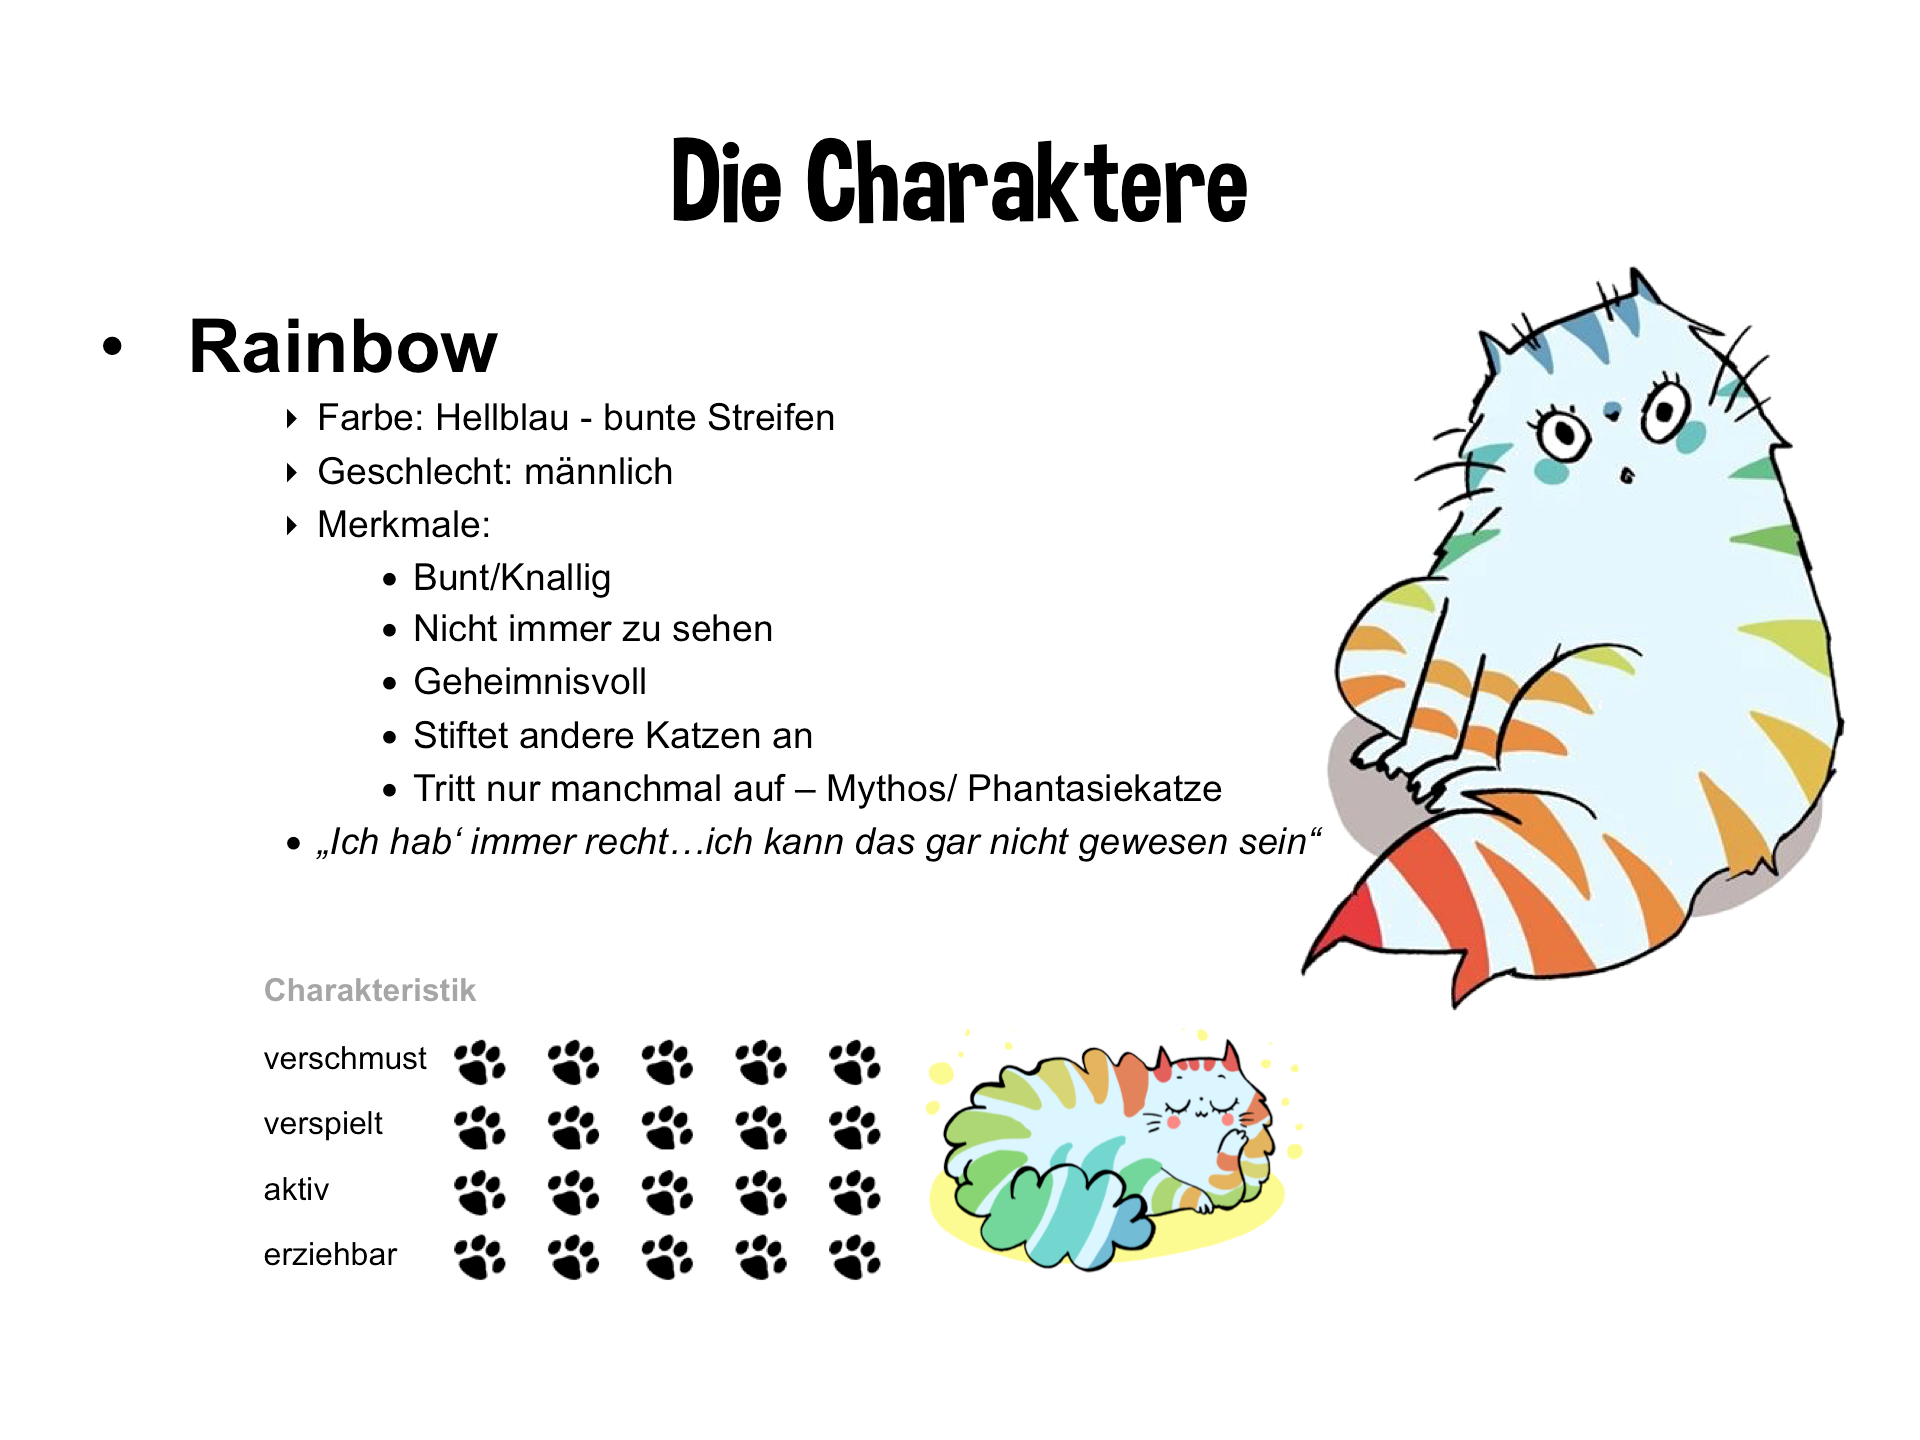 Die Charaktere
• Rainbow
‣ Farbe: Hellblau - bunte Streifen
‣ Geschlecht: männlich
‣ Merkmale:
• Bunt/Knallig
• Nicht immer zu sehen
• Geheimnisvoll
• Stiftet andere Katzen an
• Tritt nur manchmal auf – Mythos/ Phantasiekatze
• „Ich hab‘ immer recht…ich kann das gar nicht gewesen sein“
Charakteristik
verschmust
verspielt
aktiv
erziehbar